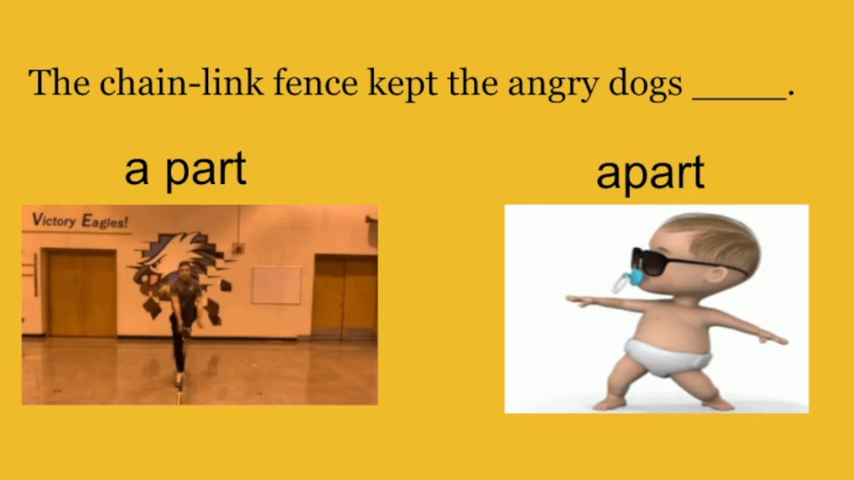 The chain-link fence kept the angry dogs _____.
a part
apart
Victory Eagles!